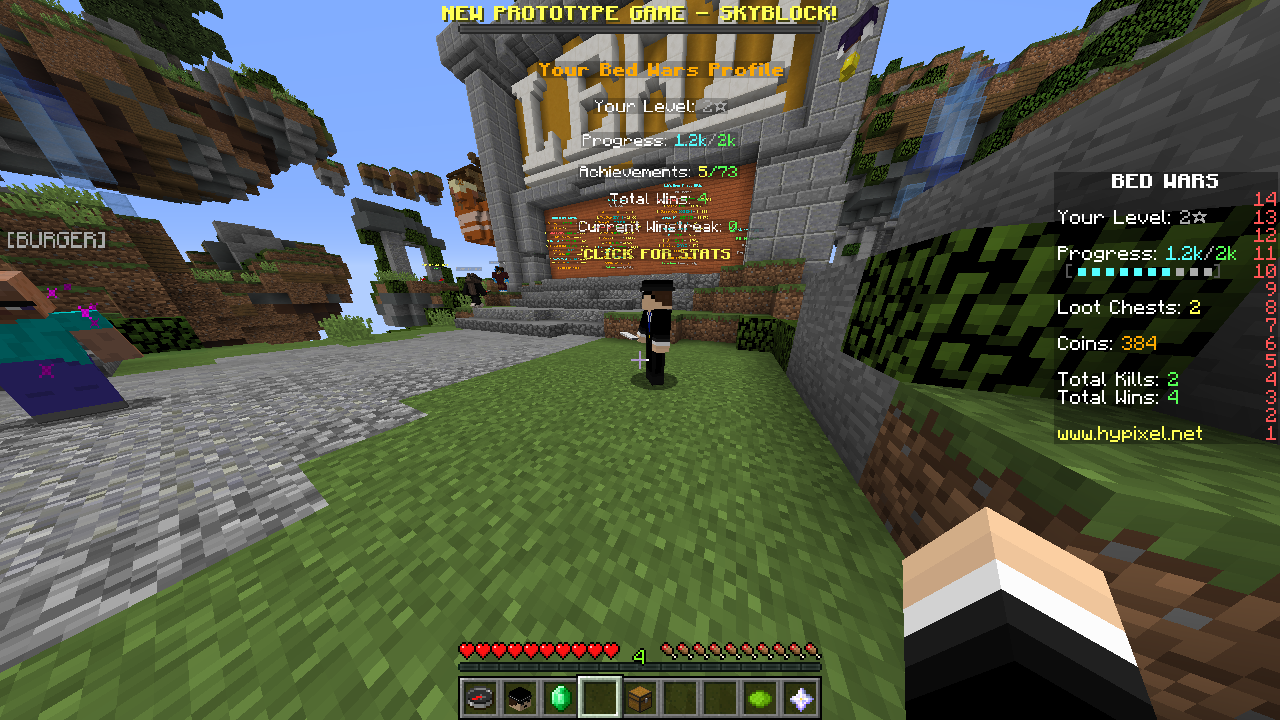 NEW PROTOTYPE GAME - SKYBLOCK!
Your Bed Wars Profile
Your Level: 2☆
Progress: 1.2k/2k
Achievements: 5/73
Total Wins: 4
Current Winstreak: 0
CLICK FOR STATS
[BURGER]
BED WARS
14
Your Level: 2☆ 13
12
Progress: 1.2k/2k 11
10
9
Loot Chests: 2 8
7
Coins: 384 6
5
Total Kills: 2 4
Total Wins: 4 3
2
www.hypixel.net 1
4